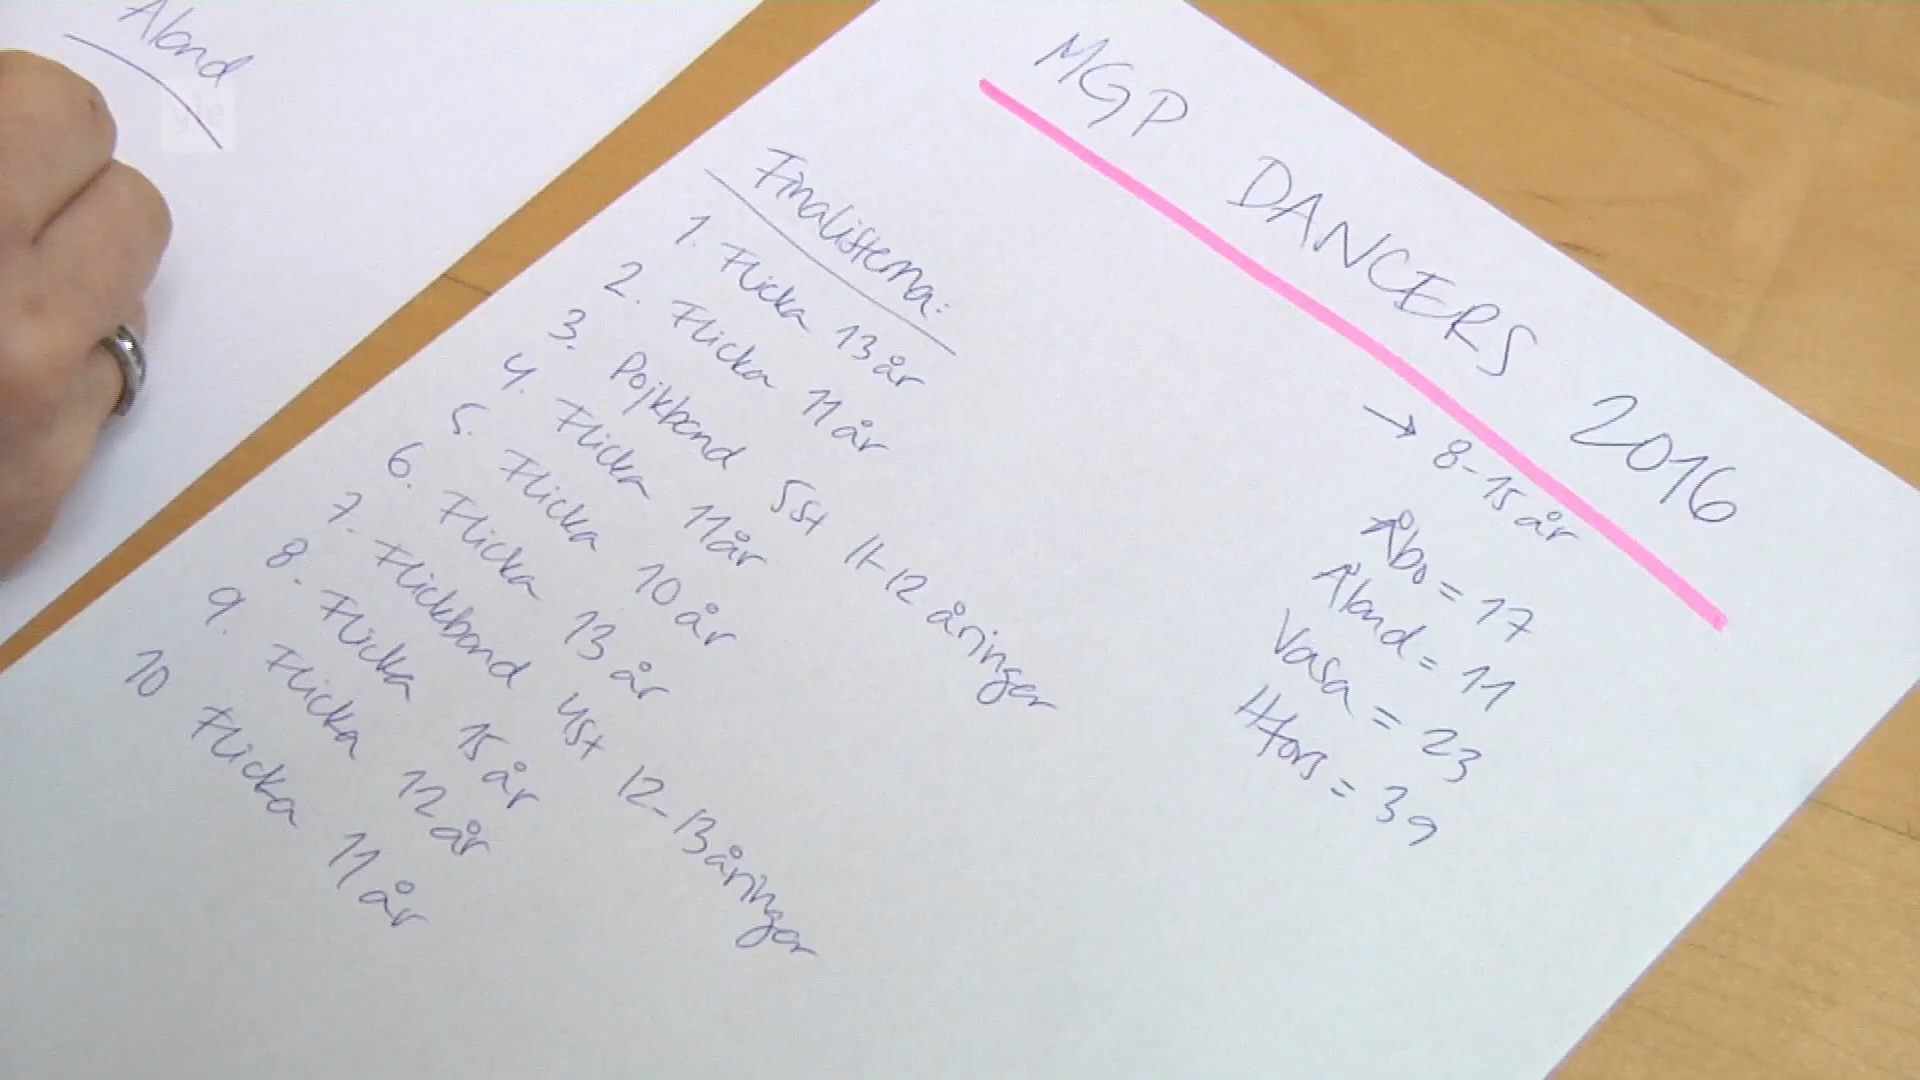 Åland
yle
MGP DANCERS 2016
Finalisterna:
1. Flicka 13 år
2. Flicka 11 år
3. Pojkband 5st 11-12 åringar
4. Flicka 11 år
5. Flicka 10 år
6. Flicka 13 år
7. Flickband 4st 12-13 åringar
8. Flicka 15 år
9. Flicka 12 år
10 Flicka 11 år
→ 8-15 år
Åbo = 17
Åland = 11
Vasa = 23
Hfors = 39